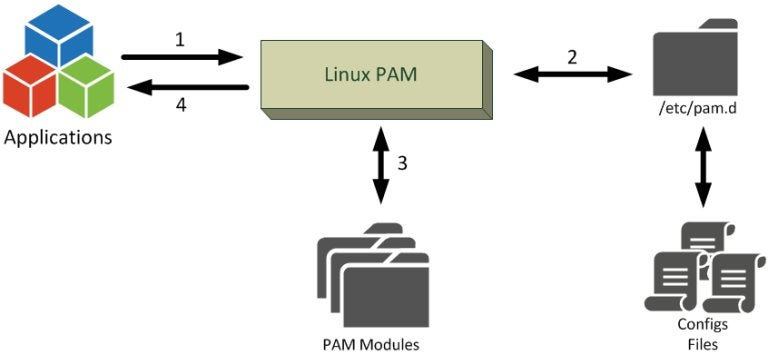 1
Linux PAM
2
4
/etc/pam.d
Applications
3
PAM Modules
Configs
Files